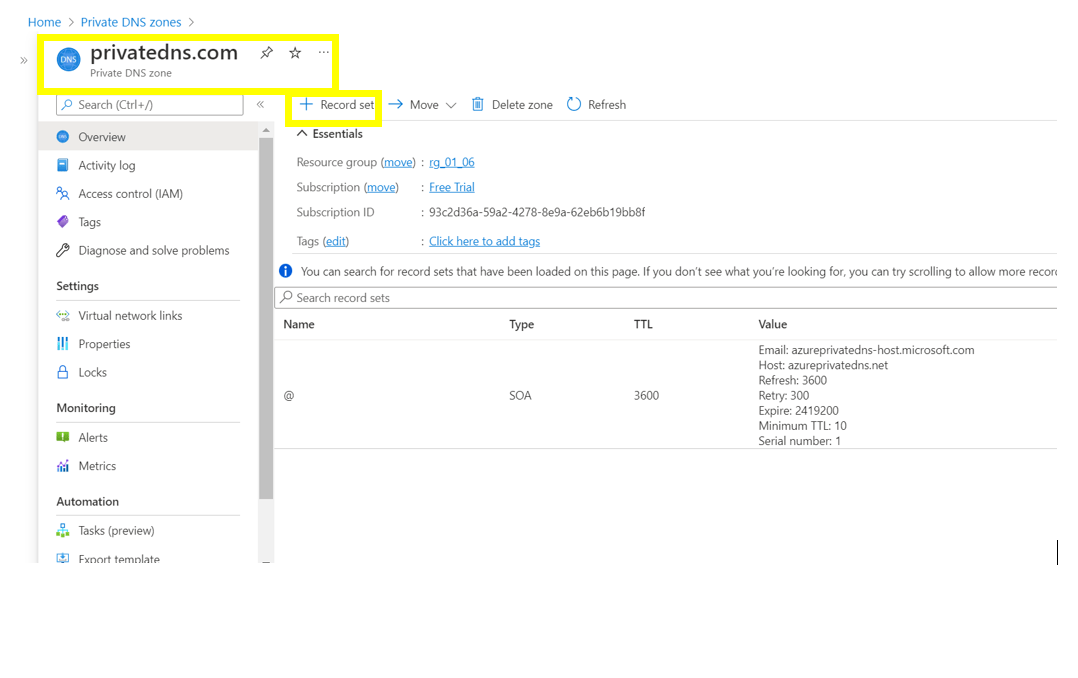 Home > Private DNS zones >
»
DNS
privatedns.com
...
Private DNS zone
Search (Ctrl+/)
«
Overview
Activity log
Access control (IAM)
Tags
Diagnose and solve problems
Settings
Virtual network links
Properties
Locks
Monitoring
Alerts
Metrics
Automation
Tasks (preview)
Export template
+ Record set → Move Delete zone Refresh
Essentials
Resource group (move) : rg_01_06
Subscription (move) : Free Trial
Subscription ID : 93c2d36a-59a2-4278-8e9a-62eb6b19bb8f
Tags (edit) : Click here to add tags
You can search for record sets that have been loaded on this page. If you don't see what you're looking for, you can try scrolling to allow more recor
Search record sets
Name Type TTL Value
@ SOA 3600
Email: azureprivatedns-host.microsoft.com
Host: azureprivatedns.net
Refresh: 3600
Retry: 300
Expire: 2419200
Minimum TTL: 10
Serial number: 1